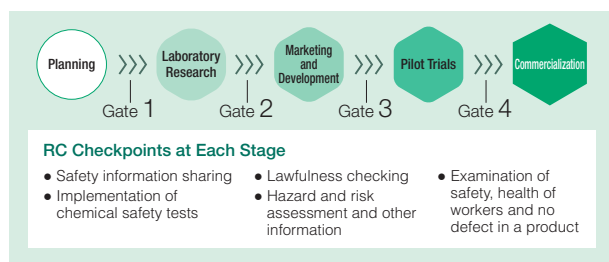 Planning
Laboratory
Research
Marketing
and
Development
Pilot Trials
Commercialization
Gate 1
Gate 2
Gate 3
Gate 4
RC Checkpoints at Each Stage
● Safety information sharing
● Implementation of
chemical safety tests
● Lawfulness checking
● Hazard and risk
assessment and other
information
● Examination of
safety, health of
workers and no
defect in a product